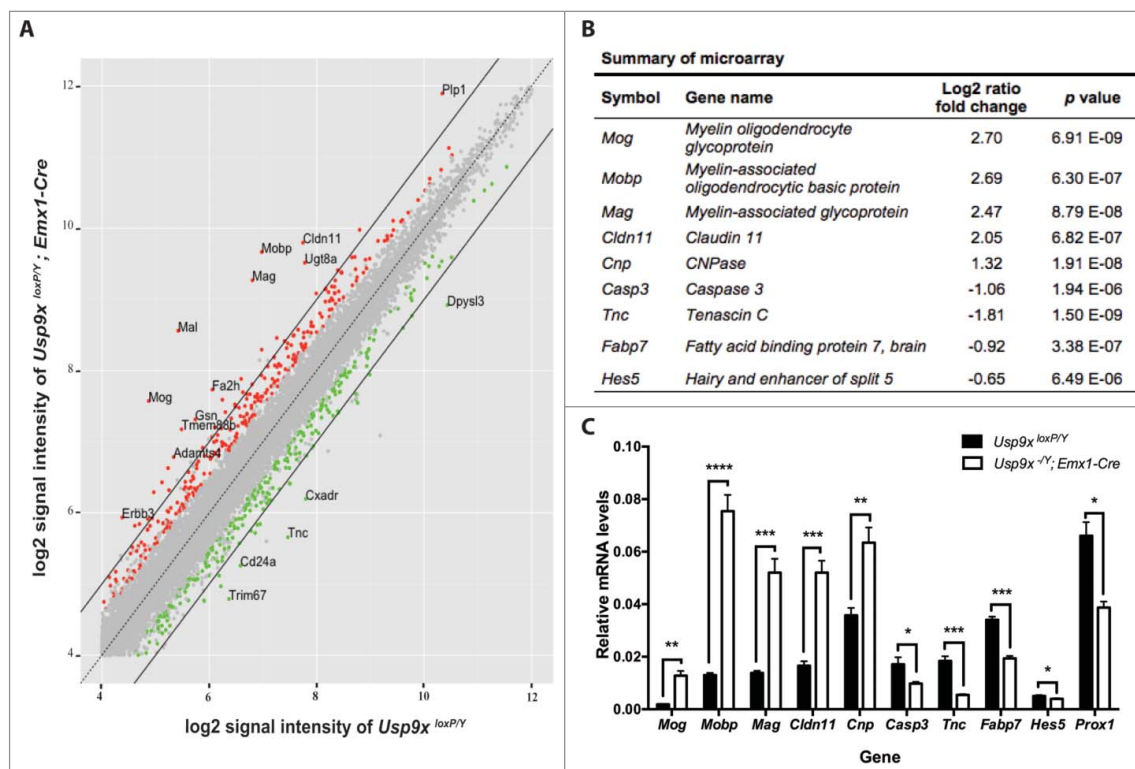 A
log2 signal intensity of Usp9x loxP/Y ; Emx1-Cre
12
10
8
6
4
Plp1
Cldn11
Mobp
Ugt8a
Mag
Dpysl3
Mal
Fa2h
Mog
Gsn
Tmem88b
Adamts4
Cxadr
Erbb3
Tnc
Cd24a
Trim67
4 6 8 10 12
log2 signal intensity of Usp9x loxP/Y
B
Summary of microarray
Symbol Gene name Log2 ratio fold change p value
Mog Myelin oligodendrocyte glycoprotein 2.70 6.91 E-09
Mobp Myelin-associated oligodendrocytic basic protein 2.69 6.30 E-07
Mag Myelin-associated glycoprotein 2.47 8.79 E-08
Cldn11 Claudin 11 2.05 6.82 E-07
Cnp CNPase 1.32 1.91 E-08
Casp3 Caspase 3 -1.06 1.94 E-06
Tnc Tenascin C -1.81 1.50 E-09
Fabp7 Fatty acid binding protein 7, brain -0.92 3.38 E-07
Hes5 Hairy and enhancer of split 5 -0.65 6.49 E-06
C
Relative mRNA levels
0.10
0.08
0.06
0.04
0.02
0.00
Usp9x loxP/Y
Usp9x -/Y; Emx1-Cre
** **** *** *** ** * *** *** * *
Mog Mobp Mag Cldn11 Cnp Casp3 Tnc Fabp7 Hes5 Prox1
Gene